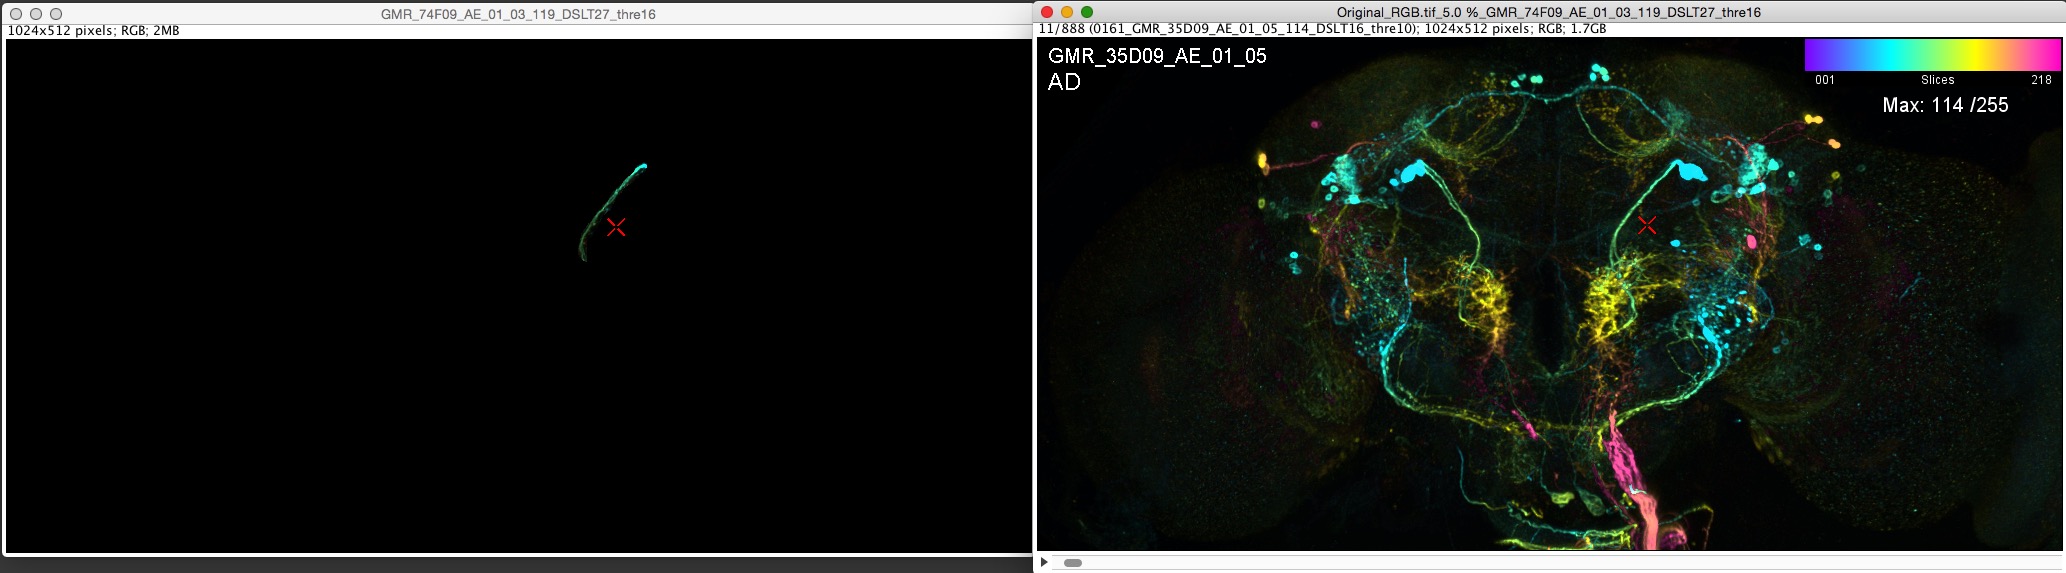 GMR_74F09_AE_01_03_119_DSLT27_thre16
1024x512 pixels; RGB; 2MB
Original_RGB.tif_5.0 %_GMR_74F09_AE_01_03_119_DSLT27_thre16
11/888 (0161_GMR_35D09_AE_01_05_114_DSLT16_thre10); 1024x512 pixels; RGB; 1.7GB
GMR_35D09_AE_01_05
AD
001 Slices 218
Max: 114 /255